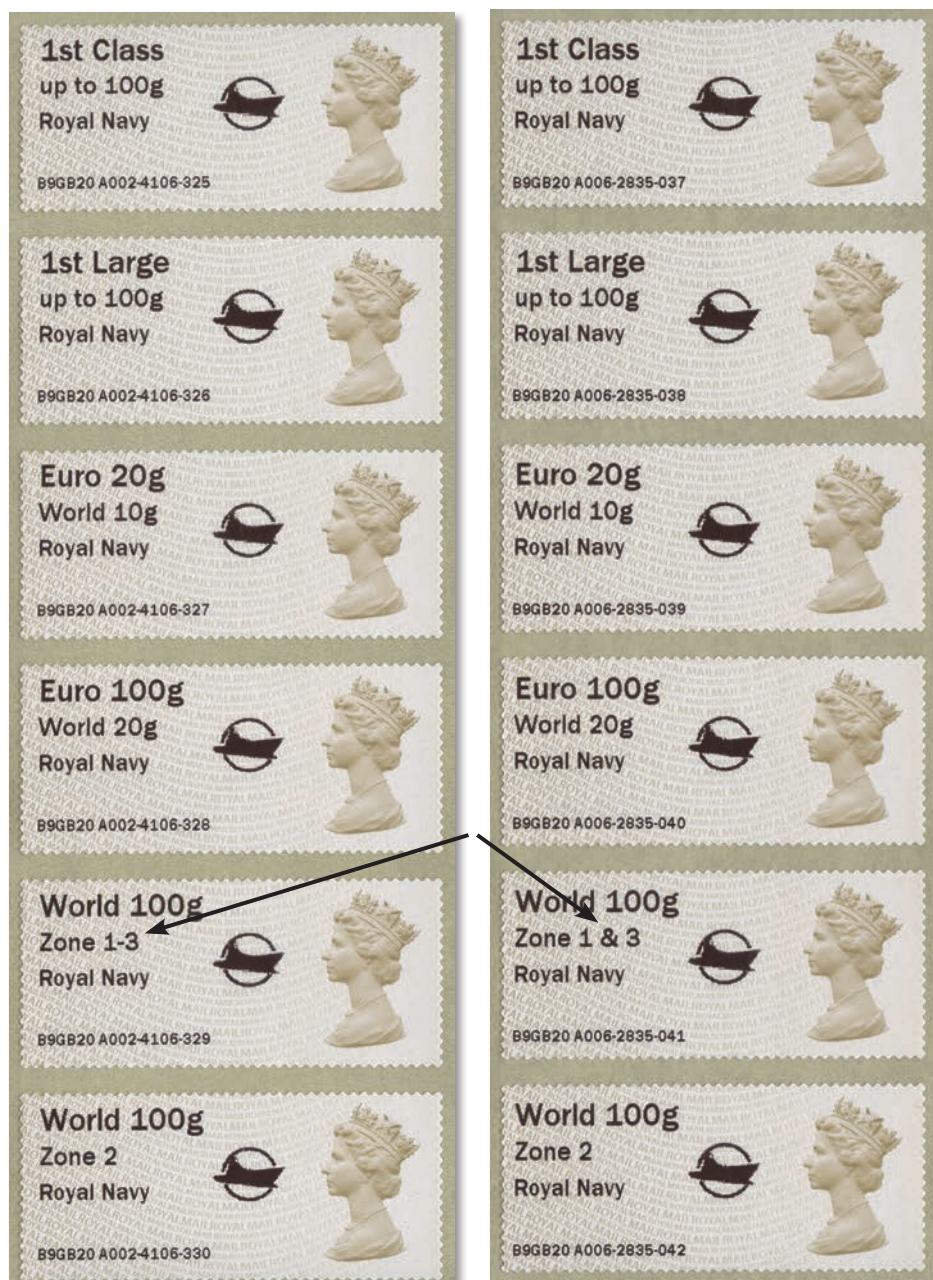 1st Class
up to 100g
Royal Navy
B9GB20 A002-4106-325
1st Large
up to 100g
Royal Navy
B9GB20 A002-4106-326
Euro 20g
World 10g
Royal Navy
B9GB20 A002-4106-327
Euro 100g
World 20g
Royal Navy
B9GB20 A002-4106-328
World 100g
Zone 1-3
Royal Navy
B9GB20 A002-4106-329
World 100g
Zone 2
Royal Navy
B9GB20 A002-4106-330
1st Class
up to 100g
Royal Navy
B9GB20 A006-2835-037
1st Large
up to 100g
Royal Navy
B9GB20 A006-2835-038
Euro 20g
World 10g
Royal Navy
B9GB20 A006-2835-039
Euro 100g
World 20g
Royal Navy
B9GB20 A006-2835-040
World 100g
Zone 1 & 3
Royal Navy
B9GB20 A006-2835-041
World 100g
Zone 2
Royal Navy
B9GB20 A006-2835-042